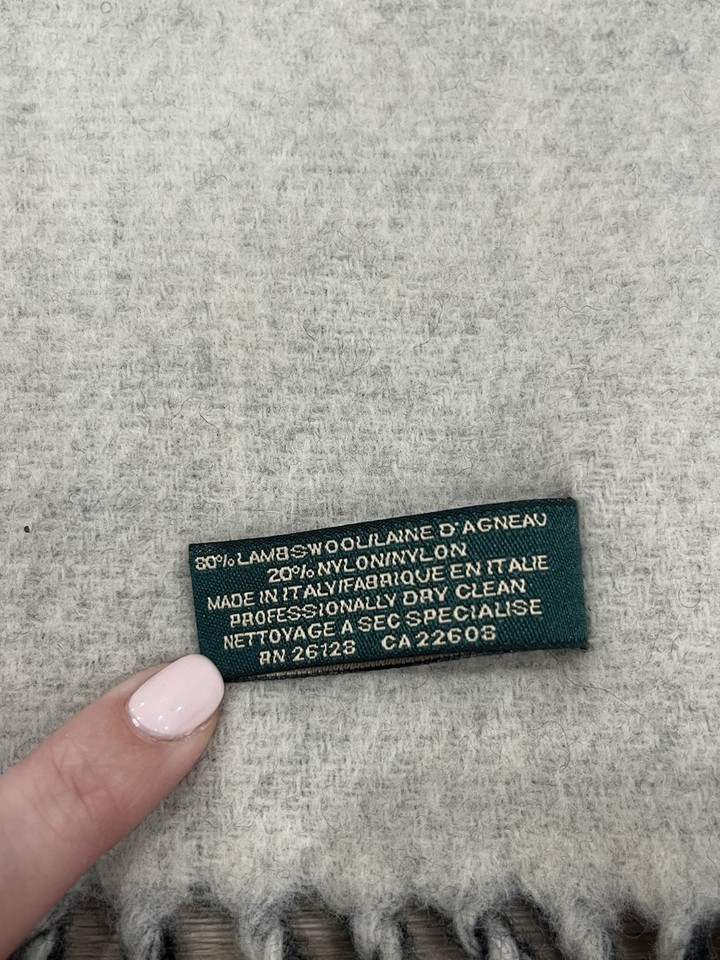 80% LAMBSWOOL/LAINE D'AGNEAU
20% NYLON/NYLON
MADE IN ITALY/FABRIQUE EN ITALIE
PROFESSIONALLY DRY CLEAN
NETTOYAGE A SEC SPECIALISE
RN 26128 CA 22608